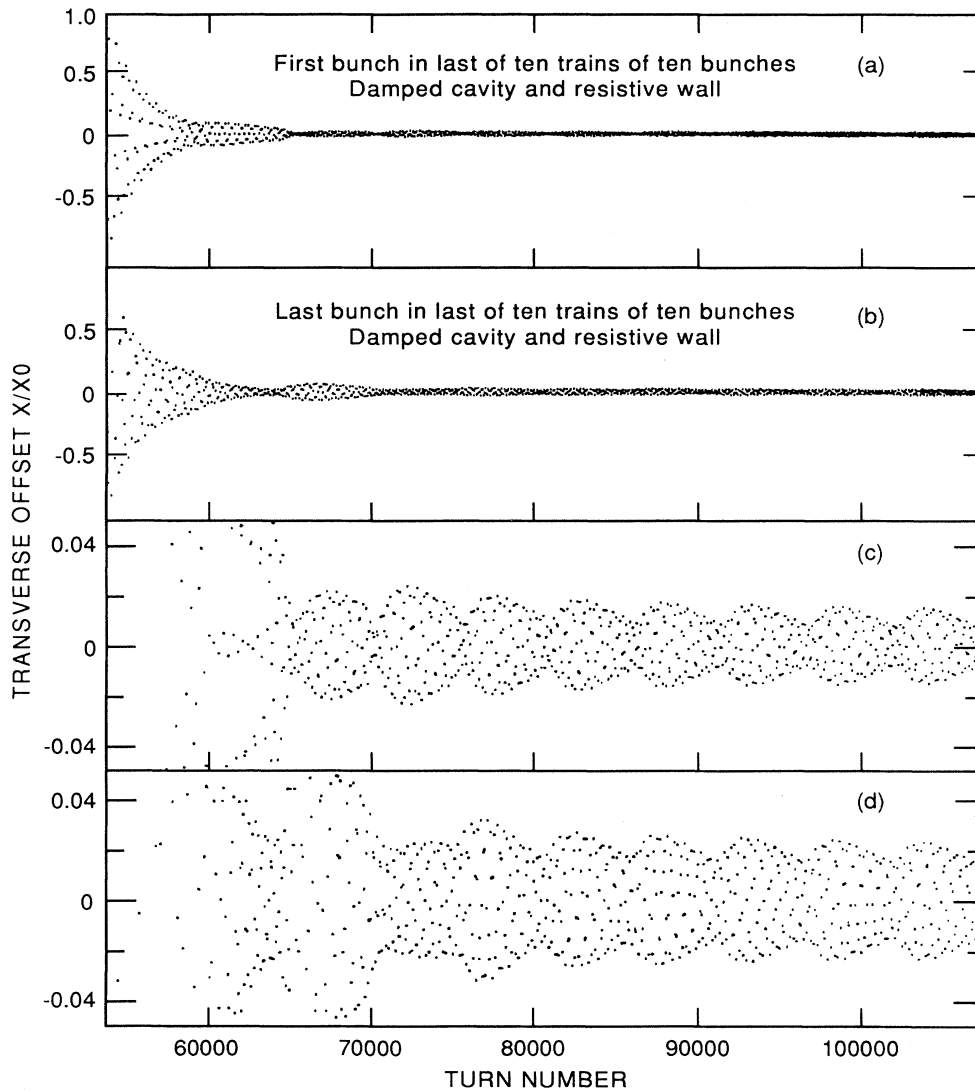 1.0
0.5
0
-0.5
First bunch in last of ten trains of ten bunches
Damped cavity and resistive wall
(a)
0.5
0
-0.5
Last bunch in last of ten trains of ten bunches
Damped cavity and resistive wall
(b)
TRANSVERSE OFFSET X/X0
0.04
0
-0.04
(c)
0.04
0
-0.04
(d)
60000 70000 80000 90000 100000
TURN NUMBER